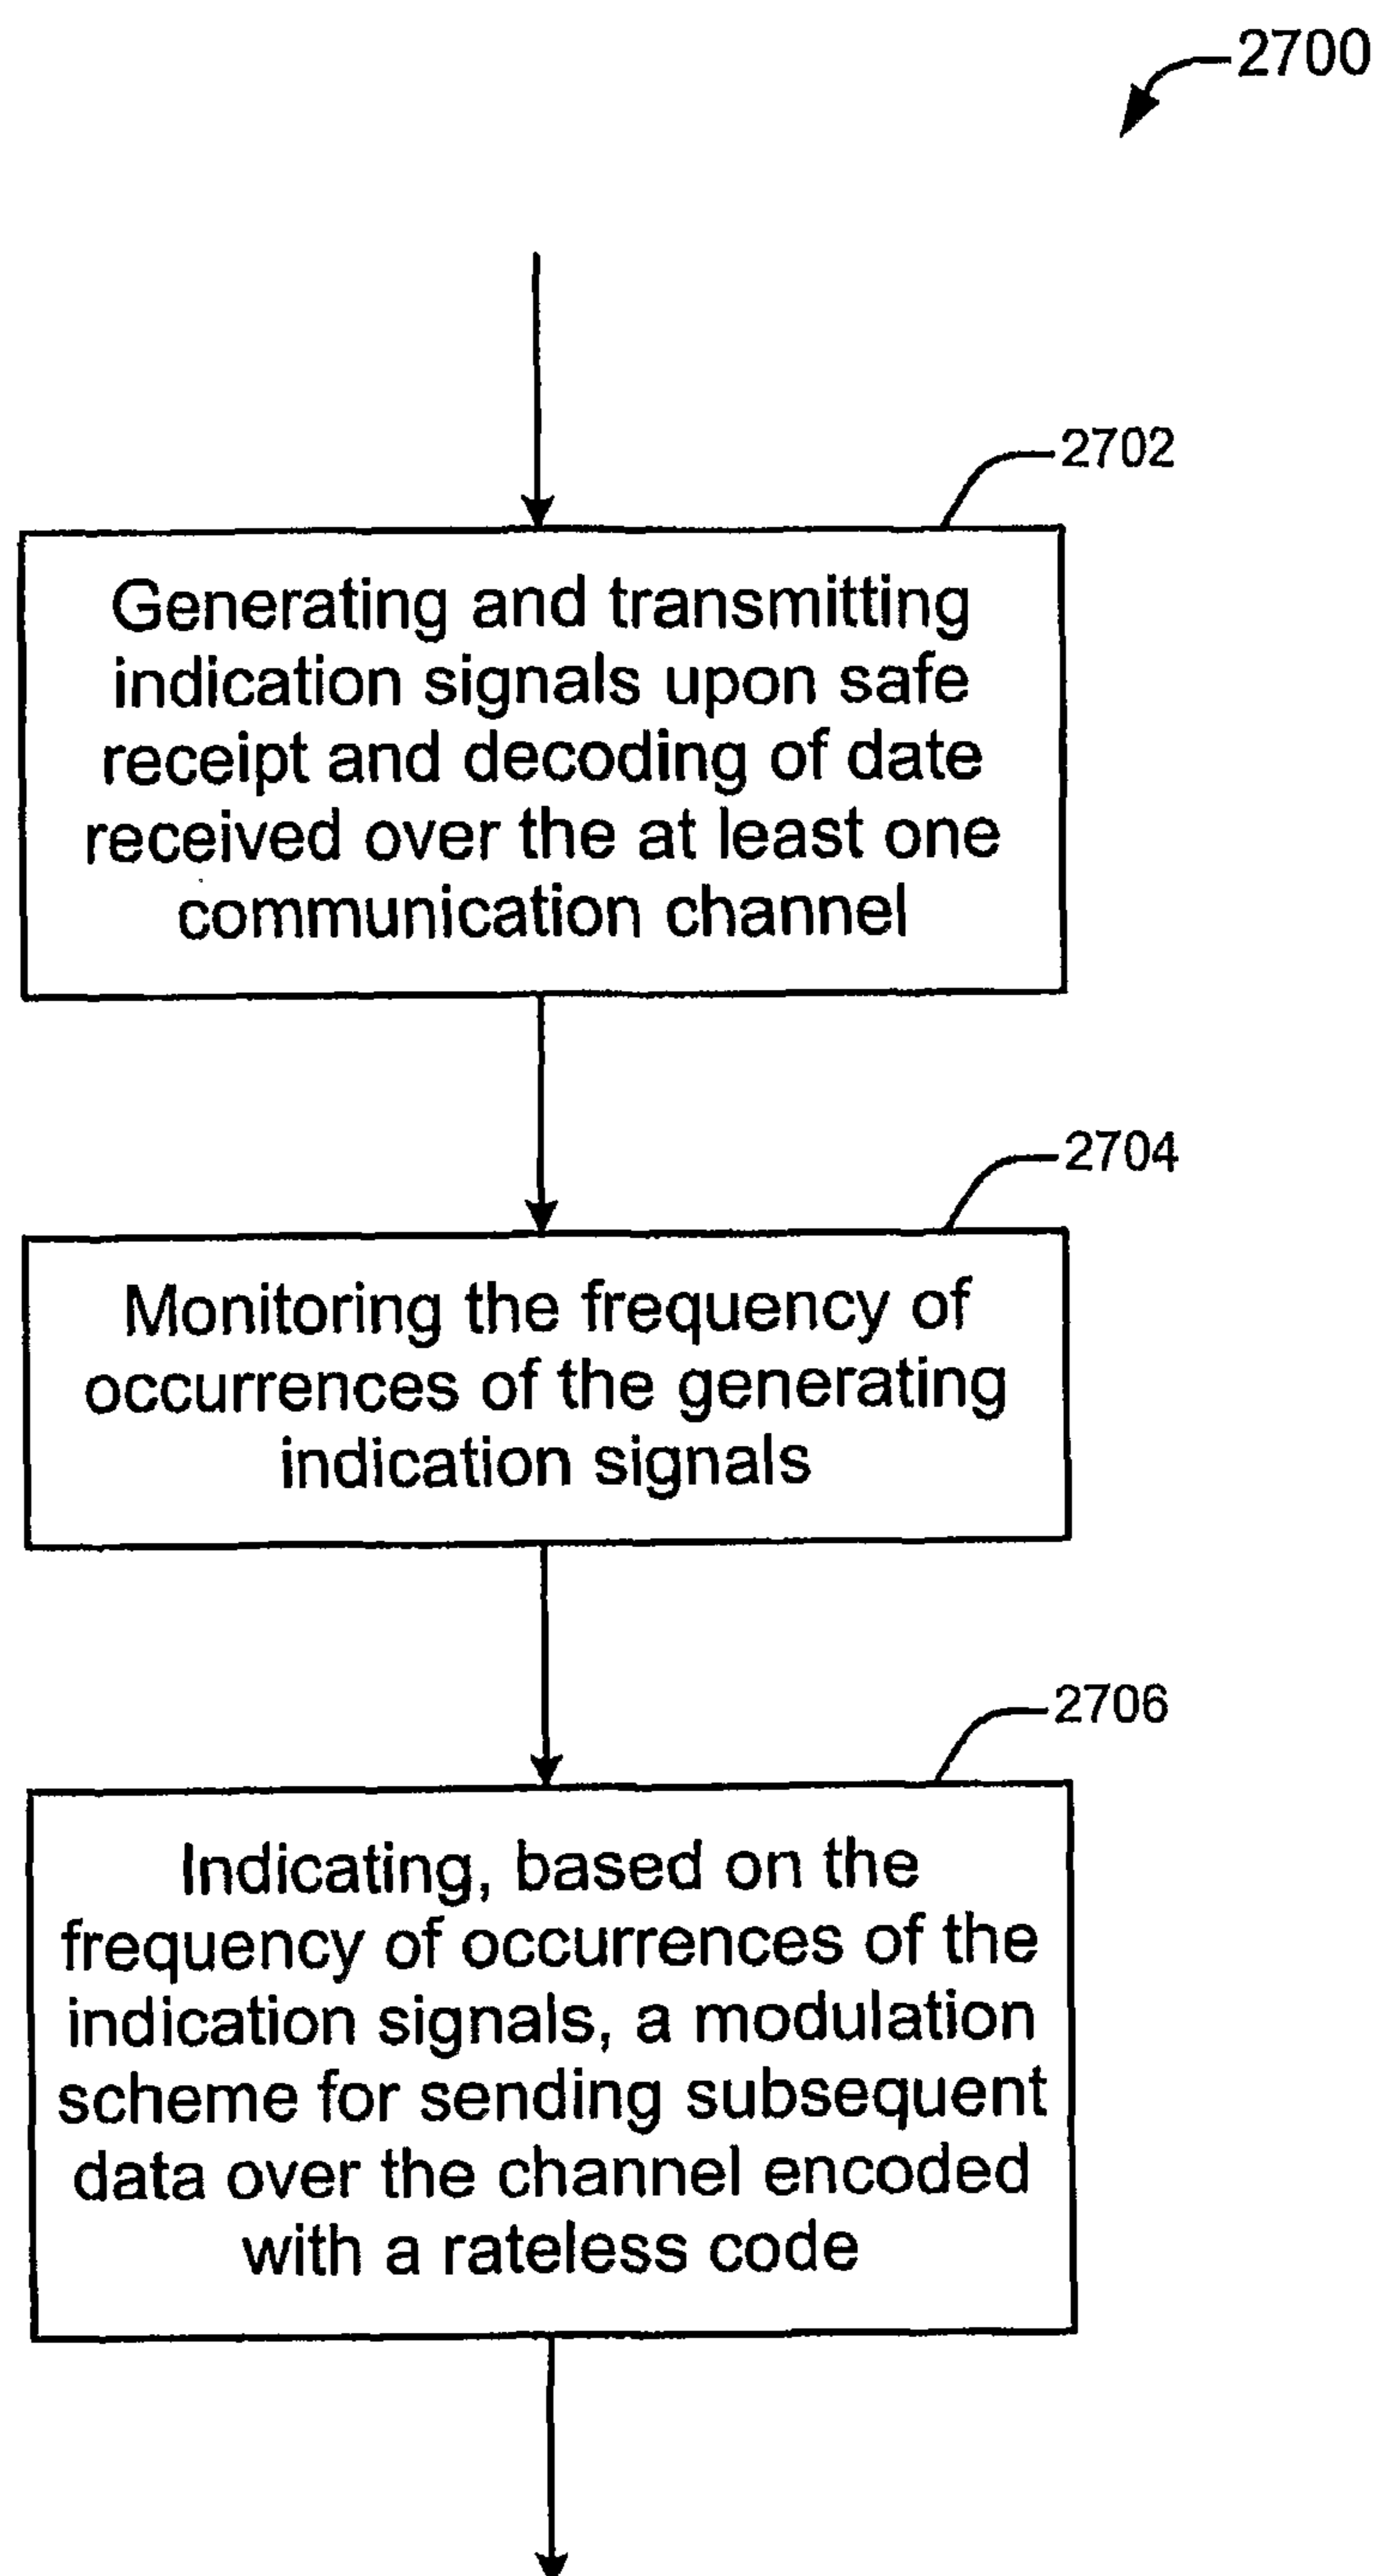 2700
2702
Generating and transmitting
indication signals upon safe
receipt and decoding of date
received over the at least one
communication channel
2704
Monitoring the frequency of
occurrences of the generating
indication signals
2706
Indicating, based on the
frequency of occurrences of the
indication signals, a modulation
scheme for sending subsequent
data over the channel encoded
with a rateless code